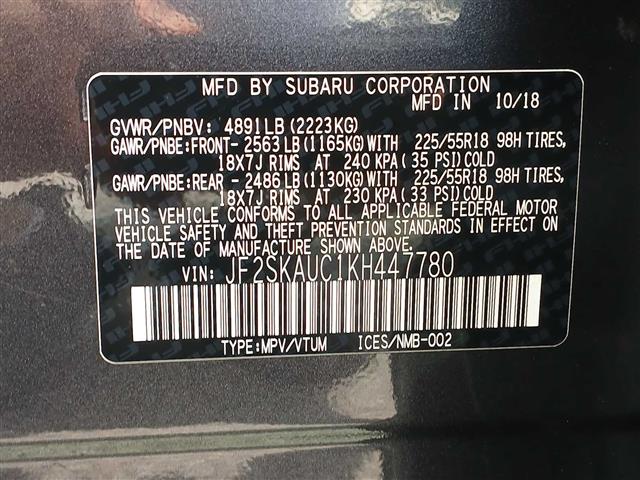 MFD BY SUBARU CORPORATION
MFD IN 10/18
GVWR/PNBV: 4891LB (2223KG)
GAWR/PNBE:FRONT- 2563 LB (1165KG) WITH 225/55R18 98H TIRES,
18X7J RIMS AT 240 KPA( 35 PSI) COLD
GAWR/PNBE:REAR - 2486 LB (1130KG) WITH 225/55R18 98H TIRES,
18X7J RIMS AT 230 KPA( 33 PSI) COLD
THIS VEHICLE CONFORMS TO ALL APPLICABLE FEDERAL MOTOR
VEHICLE SAFETY AND THEFT PREVENTION STANDARDS IN EFFECT ON
THE DATE OF MANUFACTURE SHOWN ABOVE.
VIN: JF2SKAUC1KH447780
TYPE:MPV/VTUM ICES/NMB-002